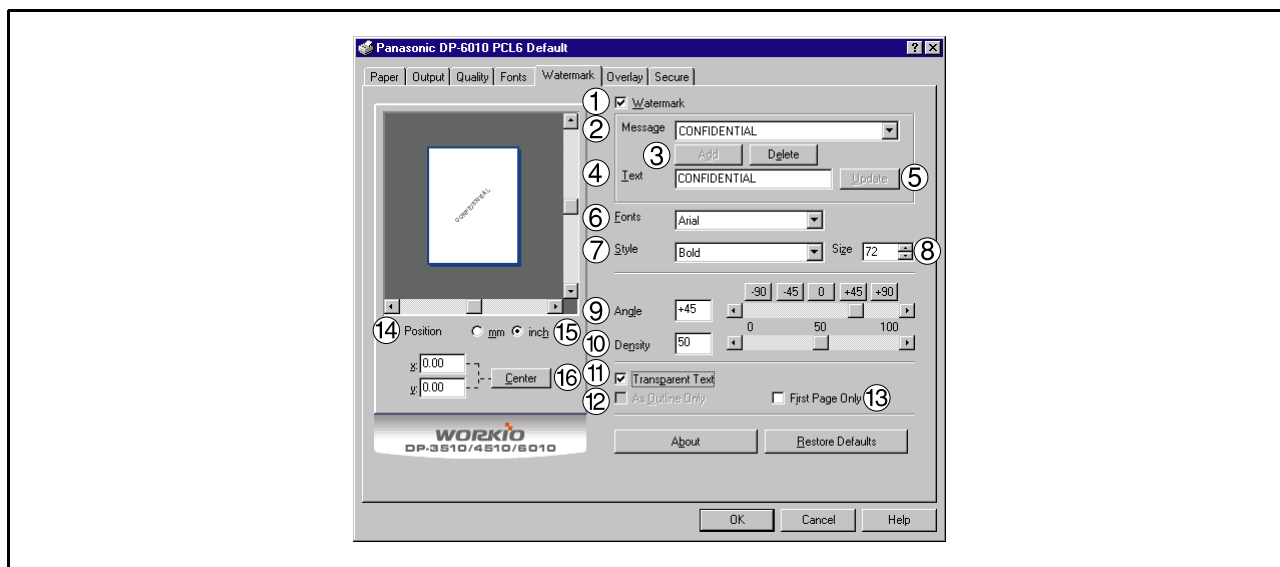 Panasonic DP-6010 PCL6 Default
Paper Output Quality Fonts Watermark Overlay Secure
1 Watermark
2 Message CONFIDENTIAL
3 Add Delete
4 Text CONFIDENTIAL Update 5
CONFIDENTIAL
6 Fonts Arial
7 Style Bold Size 72 8
-90 -45 0 +45 +90
9 Angle +45
0 50 100
10 Density 50
14 Position mm inch 15
x: 0.00
y: 0.00
Center 16
11 Transparent Text
12 As Outline Only First Page Only 13
WORKIO
DP-3510/4510/6010
About Restore Defaults
OK Cancel Help